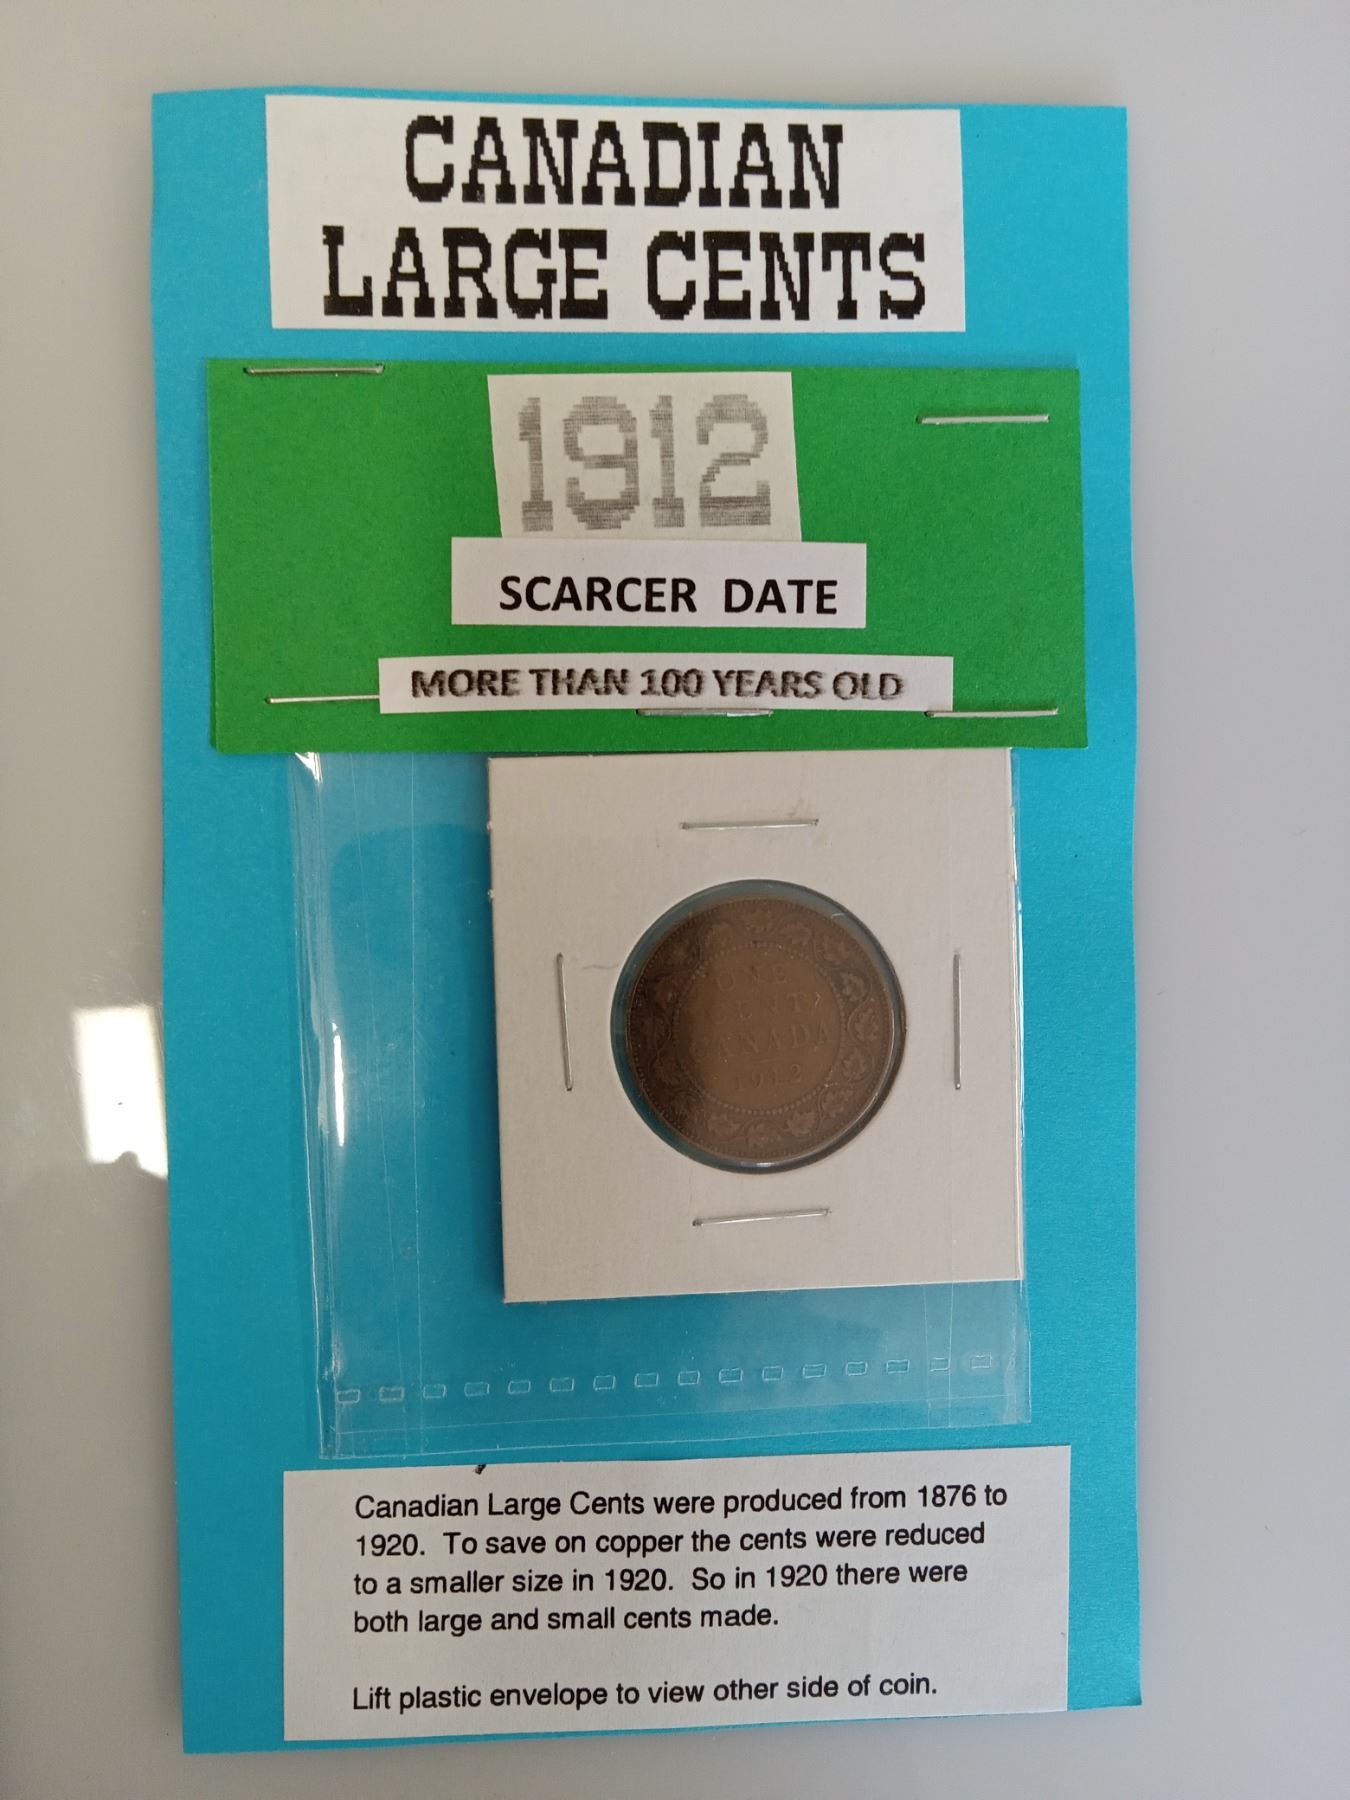 CANADIAN
LARGE CENTS
1912
SCARCER DATE
MORE THAN 100 YEARS OLD
ONE
CENT
CANADA
1912
Canadian Large Cents were produced from 1876 to
1920. To save on copper the cents were reduced
to a smaller size in 1920. So in 1920 there were
both large and small cents made.
Lift plastic envelope to view other side of coin.